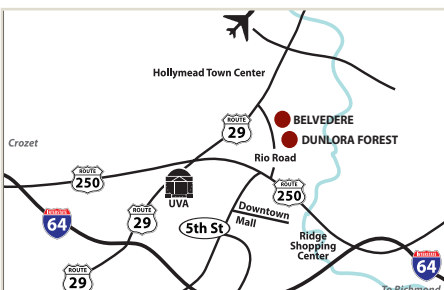 Hollymead Town Center
ROUTE
29
BELVEDERE
DUNLORA FOREST
Crozet
Rio Road
ROUTE
250
UVA
ROUTE
250
ROUTE
29
Downtown
Mall
5th St
64
Ridge
Shopping
Center
ROUTE
29
64
To Richmond